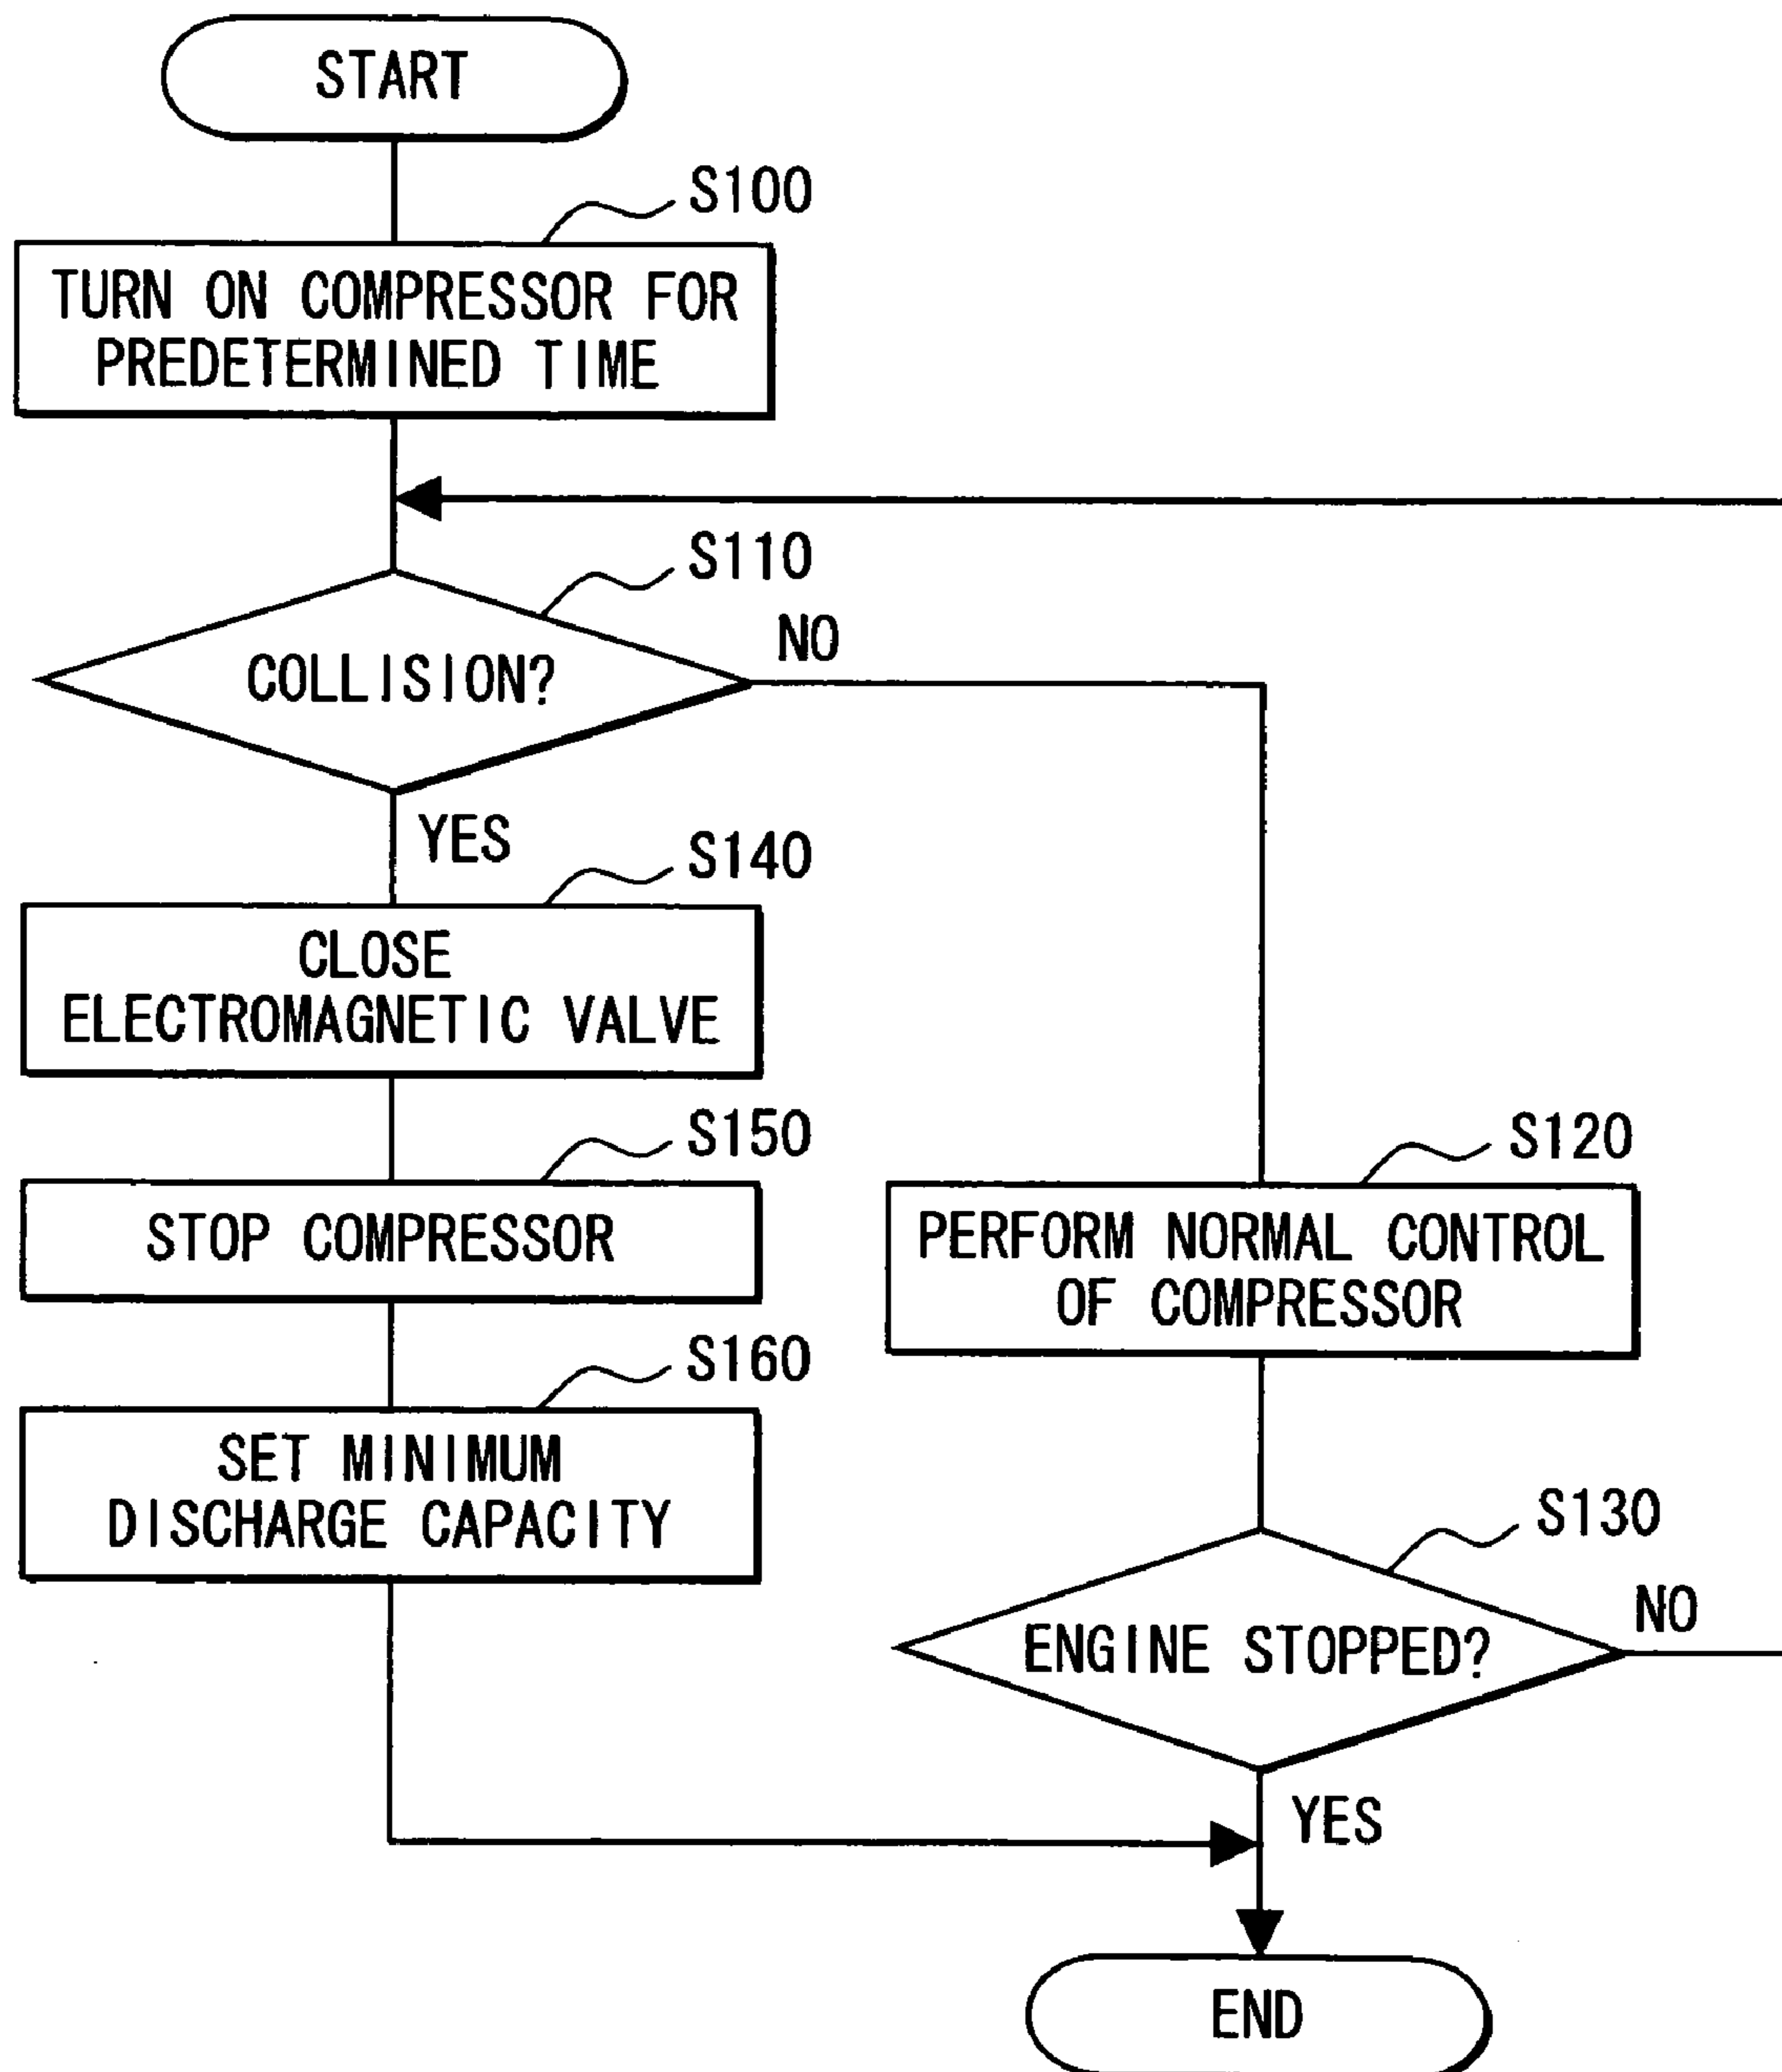 START
S100
TURN ON COMPRESSOR FOR
PREDETERMINED TIME
S110
COLLISION?
NO
YES
S140
CLOSE
ELECTROMAGNETIC VALVE
S150
STOP COMPRESSOR
S160
SET MINIMUM
DISCHARGE CAPACITY
S120
PERFORM NORMAL CONTROL
OF COMPRESSOR
S130
ENGINE STOPPED?
NO
YES
END